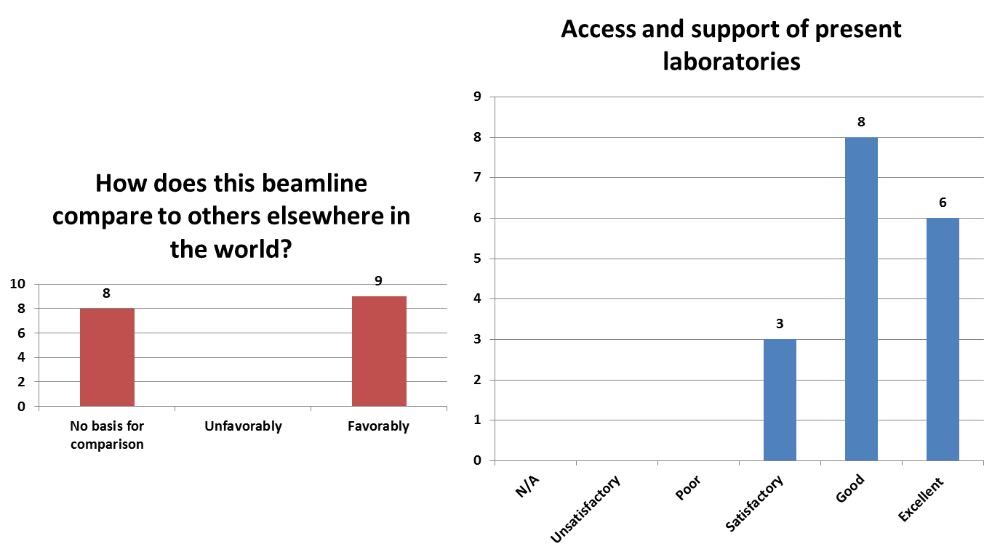 How does this beamline
compare to others elsewhere in
the world?
10
8
6
4
2
0
8
9
No basis for
comparison
Unfavorably
Favorably
Access and support of present
laboratories
9
8
7
6
5
4
3
2
1
0
3
8
6
N/A
Unsatisfactory
Poor
Satisfactory
Good
Excellent